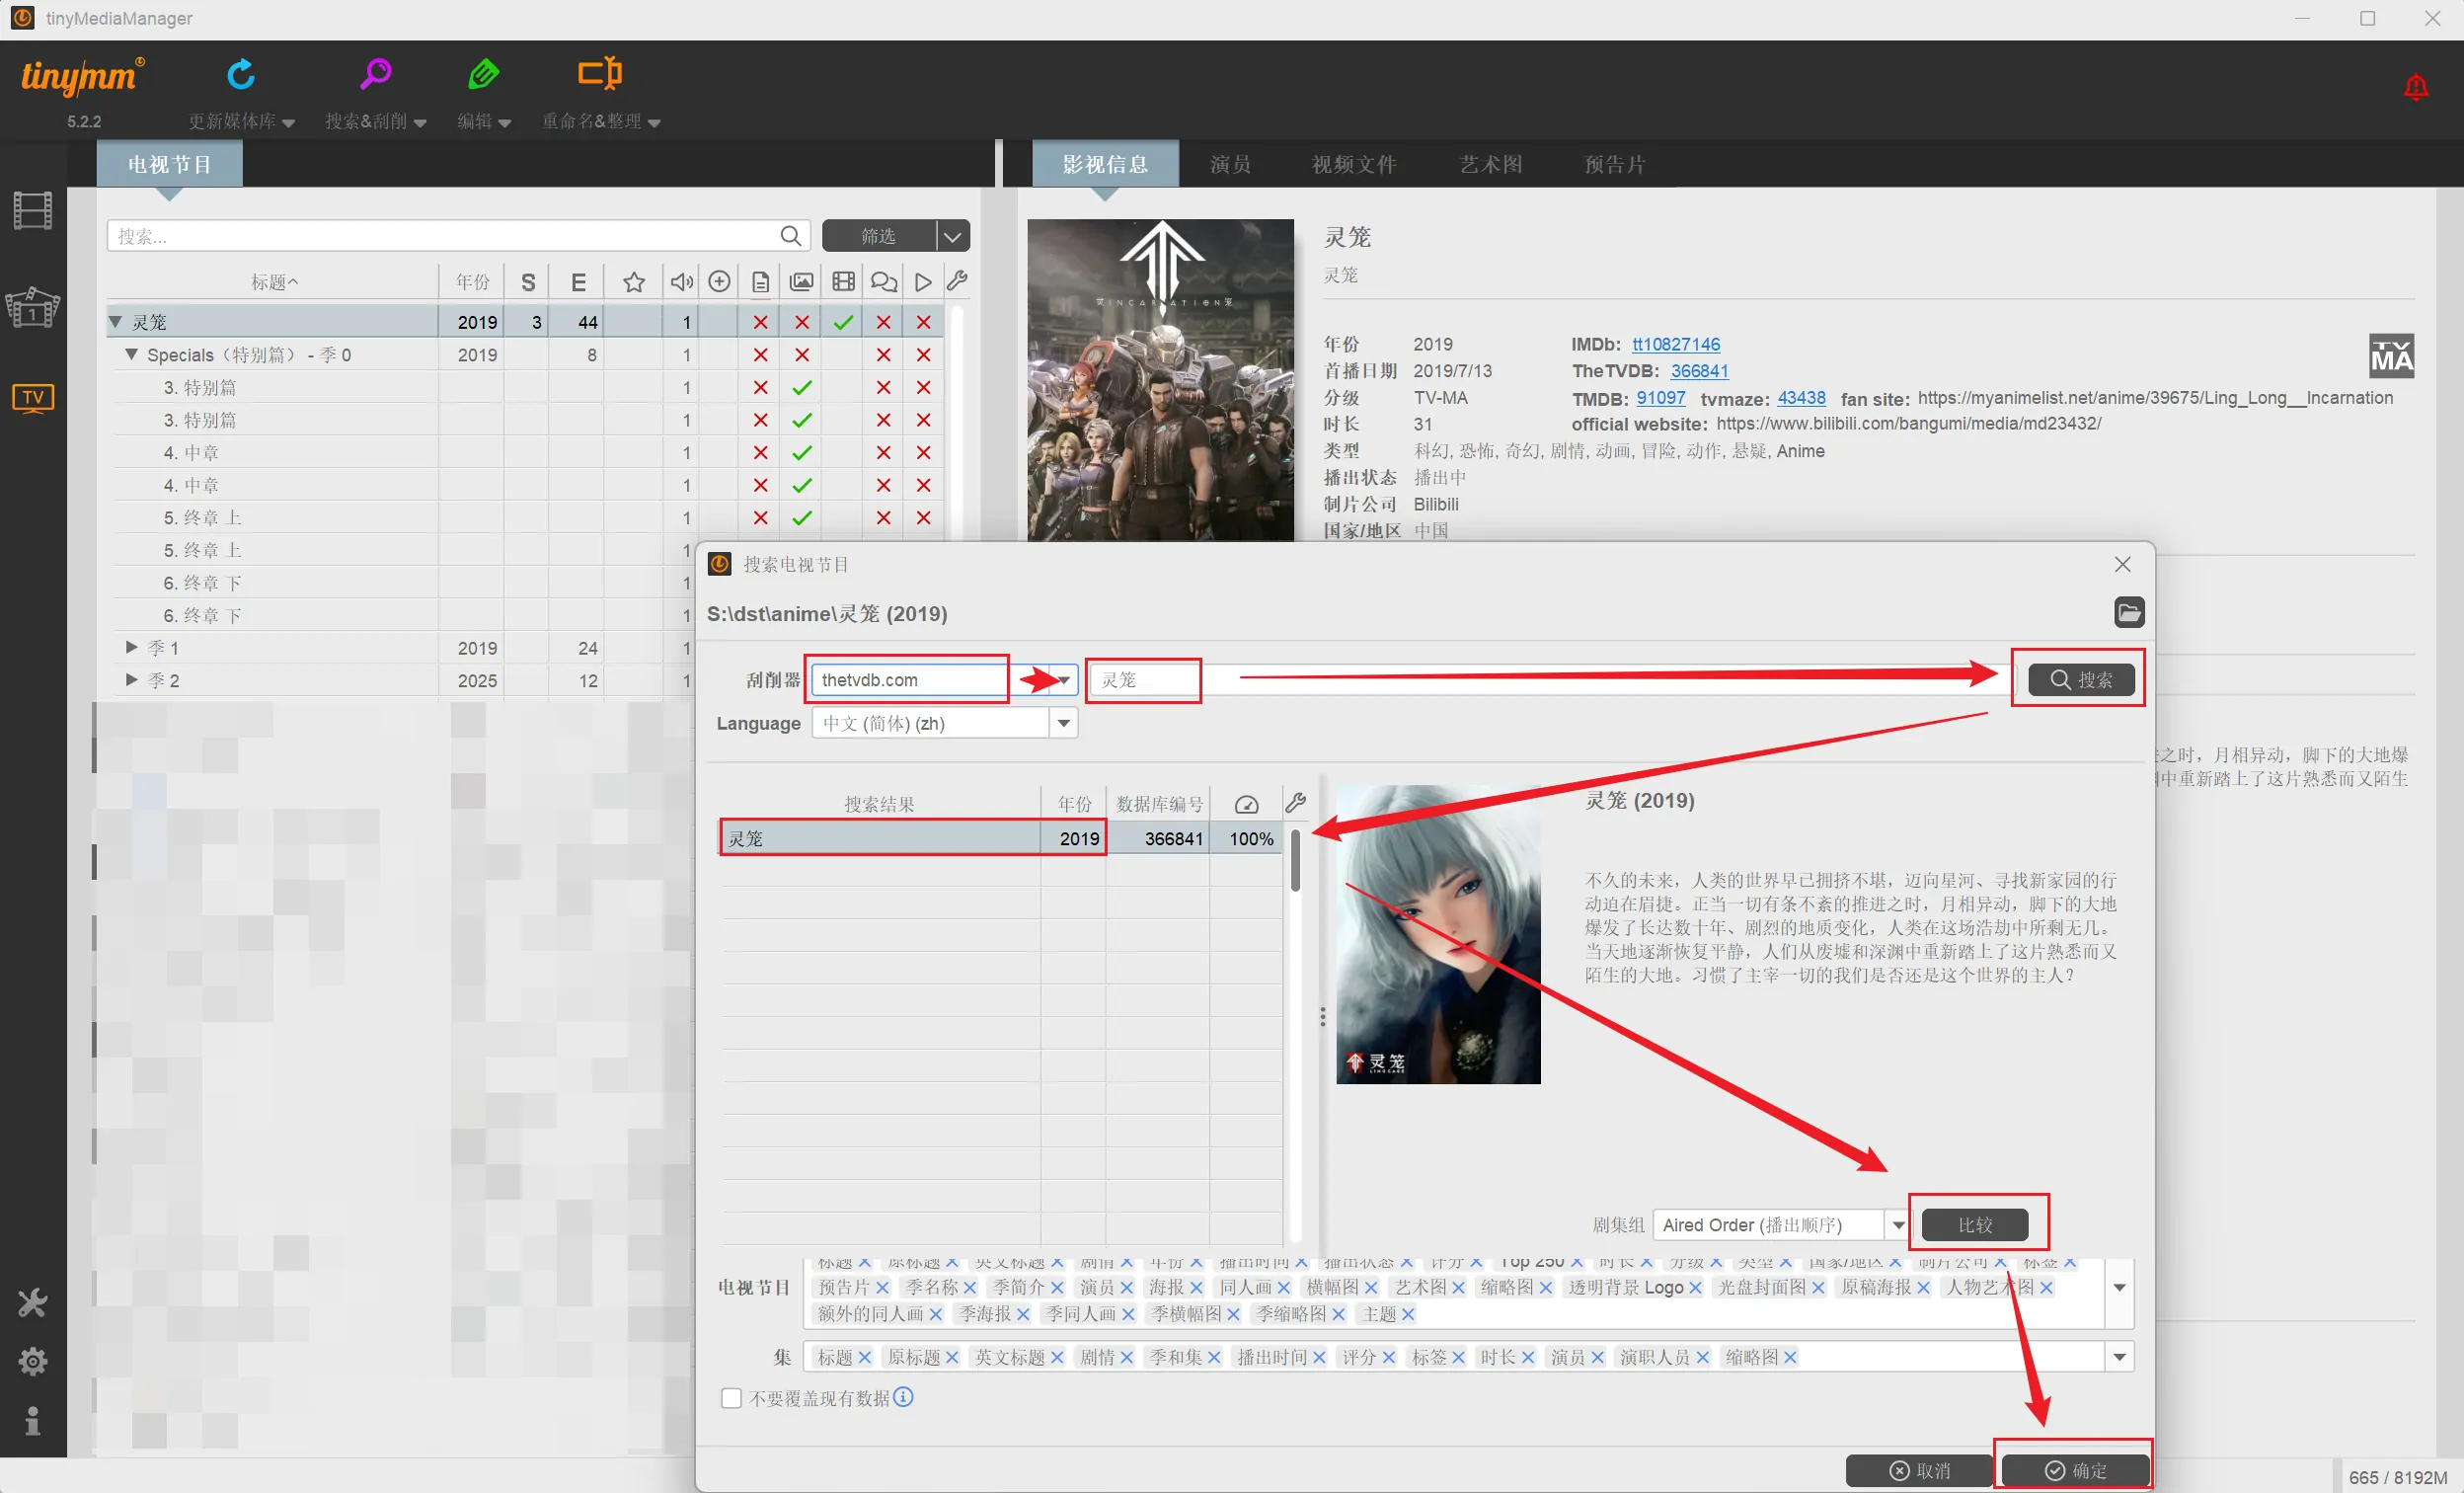 tinyMediaManager
tinymm
5.2.2
更新媒体库
搜索&刮削
编辑
重命名&整理
电视节目
影视信息
演员
视频文件
艺术图
预告片
搜索...
筛选
标题
年份
S
E
灵笼 2019 3 44 1
Specials（特别篇） - 季 0 2019 8 1
3. 特别篇 1
3. 特别篇 1
4. 中章 1
4. 中章 1
5. 终章 上 1
5. 终章 上 1
6. 终章 下 1
6. 终章 下 1
季 1 2019 24 1
季 2 2025 12 1
INCARNATION
灵笼
灵笼
年份 2019 IMDb: tt10827146
首播日期 2019/7/13 TheTVDB: 366841
分级 TV-MA TMDB: 91097 tvmaze: 43438 fan site: https://myanimelist.net/anime/39675/Ling_Long__Incarnation
时长 31 official website: https://www.bilibili.com/bangumi/media/md23432/
类型 科幻, 恐怖, 奇幻, 剧情, 动画, 冒险, 动作, 悬疑, Anime
播出状态 播出中
制片公司 Bilibili
国家/地区 中国
TV MA
之时，月相异动，脚下的大地爆
中重新踏上了这片熟悉而又陌生
搜索电视节目
S:\dst\anime\灵笼 (2019)
刮削器 thetvdb.com 灵笼 搜索
Language 中文 (简体) (zh)
搜索结果 年份 数据库编号
灵笼 2019 366841 100%
灵笼
灵笼 (2019)
不久的未来，人类的世界早已拥挤不堪，迈向星河、寻找新家园的行
动迫在眉捷。正当一切有条不紊的推进之时，月相异动，脚下的大地
爆发了长达数十年、剧烈的地质变化，人类在这场浩劫中所剩无几。
当天地逐渐恢复平静，人们从废墟和深渊中重新踏上了这片熟悉而又
陌生的大地。习惯了主宰一切的我们是否还是这个世界的主人？
剧集组 Aired Order (播出顺序) 比较
电视节目
标题 原标题 英文标题 剧情 年份 播出时间 播出状态 评分 Top 250 时长 分级 类型 国家/地区 制片公司 标签
预告片 季名称 季简介 演员 海报 同人画 横幅图 艺术图 缩略图 透明背景 Logo 光盘封面图 原稿海报 人物艺术图
额外的同人画 季海报 季同人画 季横幅图 季缩略图 主题
集 标题 原标题 英文标题 剧情 季和集 播出时间 评分 标签 时长 演员 演职人员 缩略图
不要覆盖现有数据
取消
确定
665 / 8192M